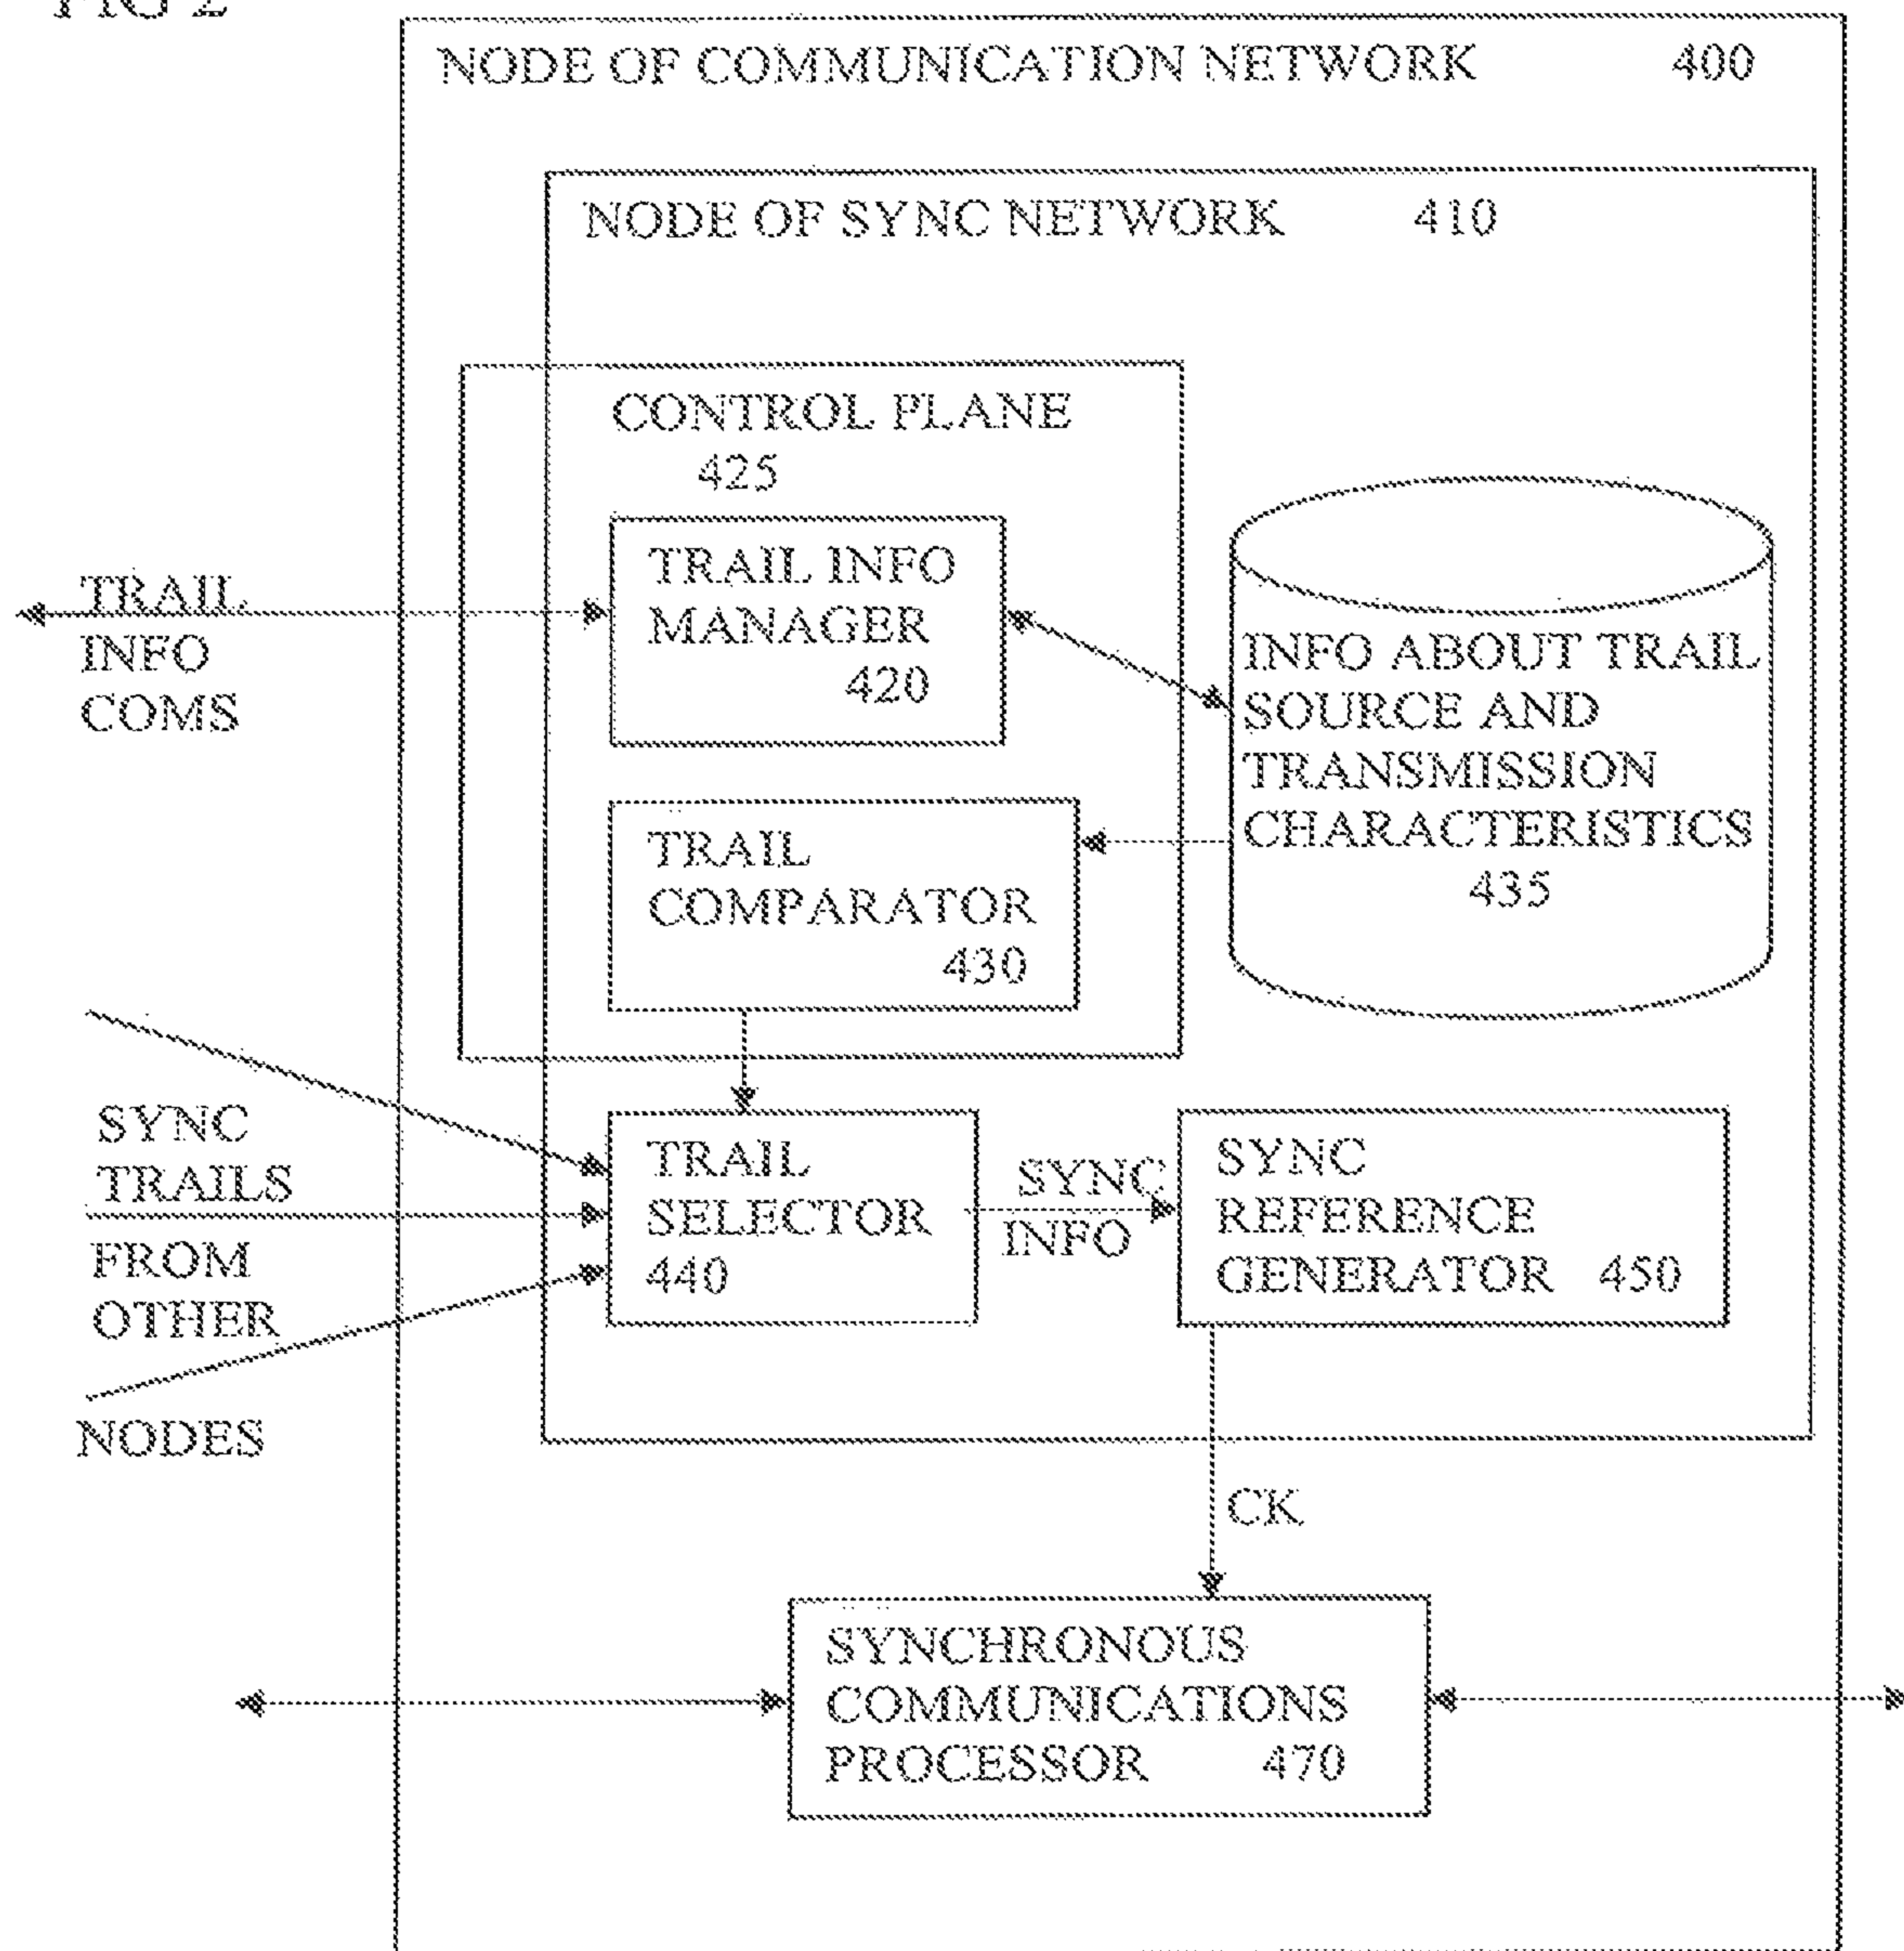 FIG 2
NODE OF COMMUNICATION NETWORK 400
NODE OF SYNC NETWORK 410
CONTROL PLANE
425
TRAIL INFO
MANAGER
420
TRAIL
INFO
COMS
INFO ABOUT TRAIL
SOURCE AND
TRANSMISSION
CHARACTERISTICS
435
TRAIL
COMPARATOR
430
SYNC
TRAILS
FROM
OTHER
NODES
TRAIL
SELECTOR
440
SYNC
INFO
SYNC
REFERENCE
GENERATOR 450
CK
SYNCHRONOUS
COMMUNICATIONS
PROCESSOR 470